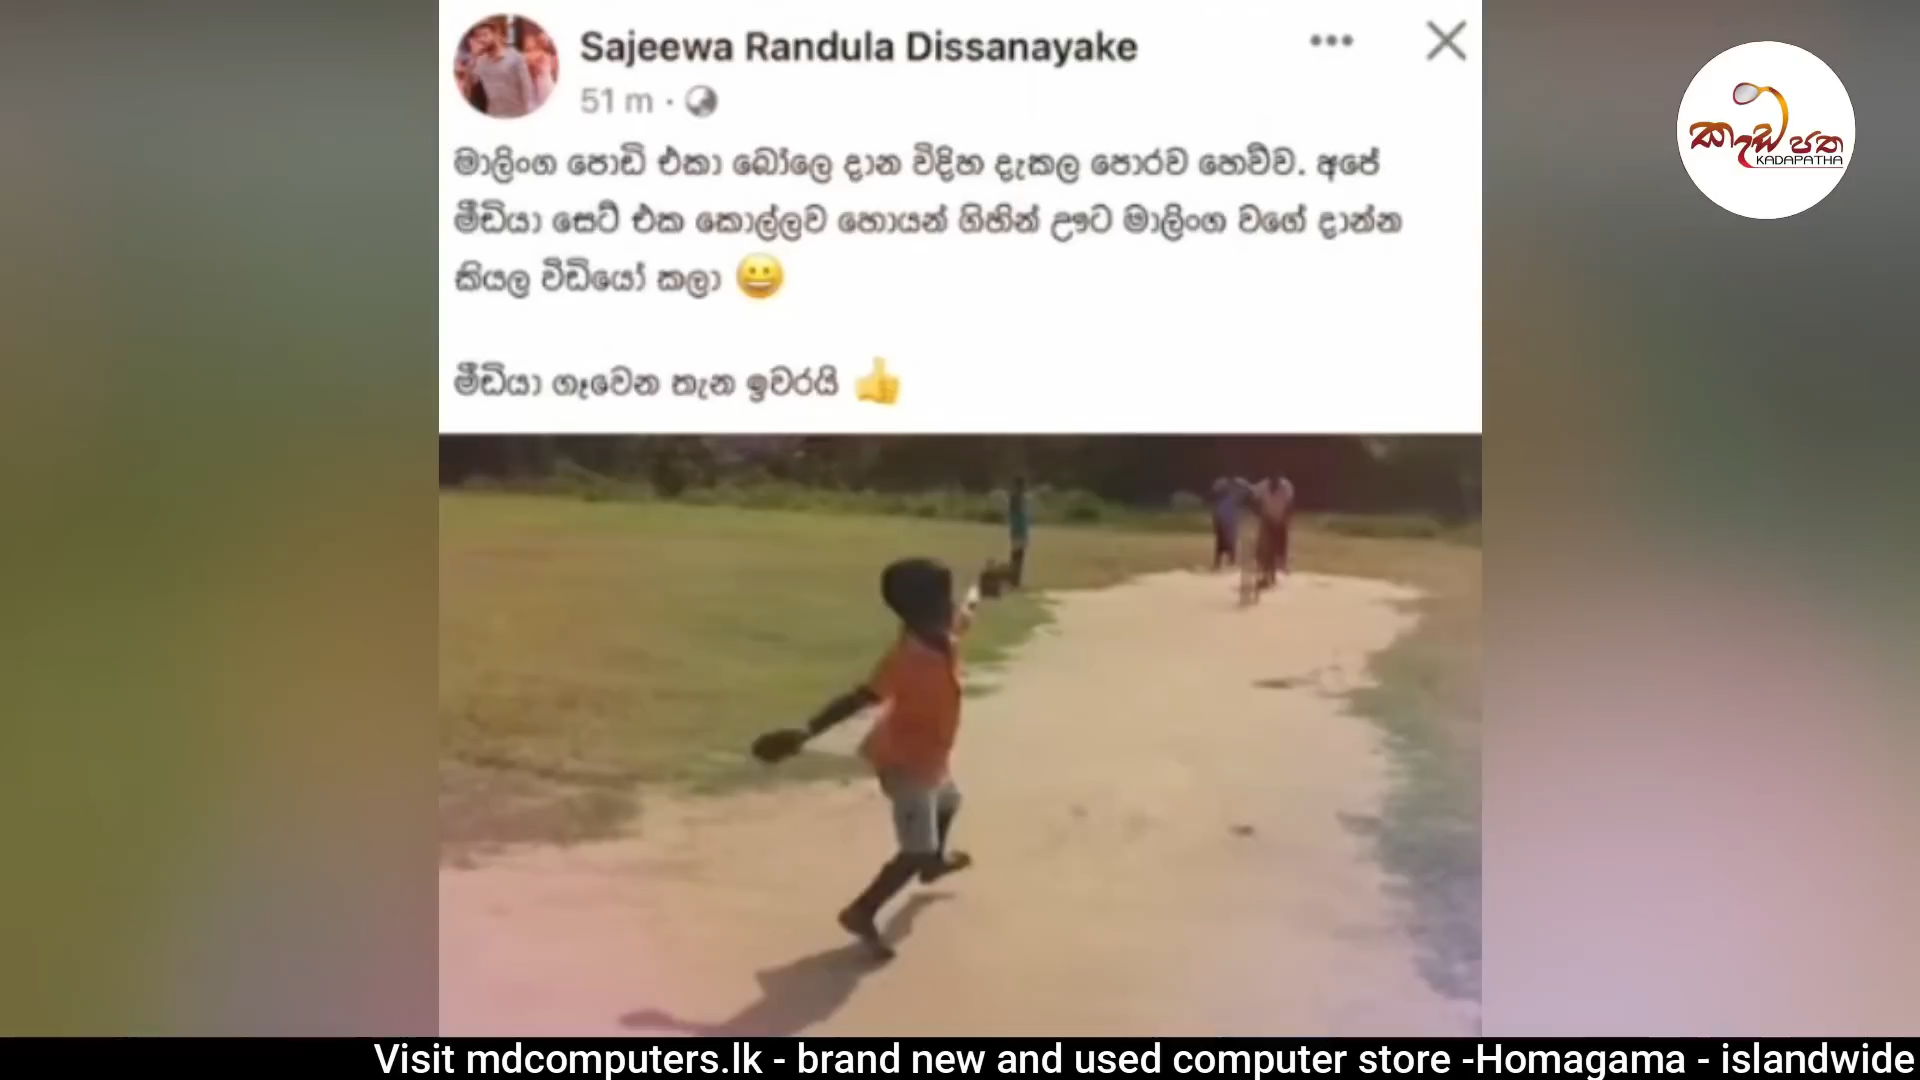 Sajeewa Randula Dissanayake
51 m ·
මාලිංග පොඩි එකා බෝලෙ දාන විදිහ දැකල පොරව හෙව්ව. අපේ
මීඩියා සෙට් එක කොල්ලව හොයන් ගිහින් ඌට මාලිංග වගේ දාන්න
කියල වීඩියෝ කලා 😀
මීඩියා ගෑවෙන තැන ඉවරයි 👍
කැඩපත
KADAPATHA
Visit mdcomputers.lk - brand new and used computer store -Homagama - islandwide